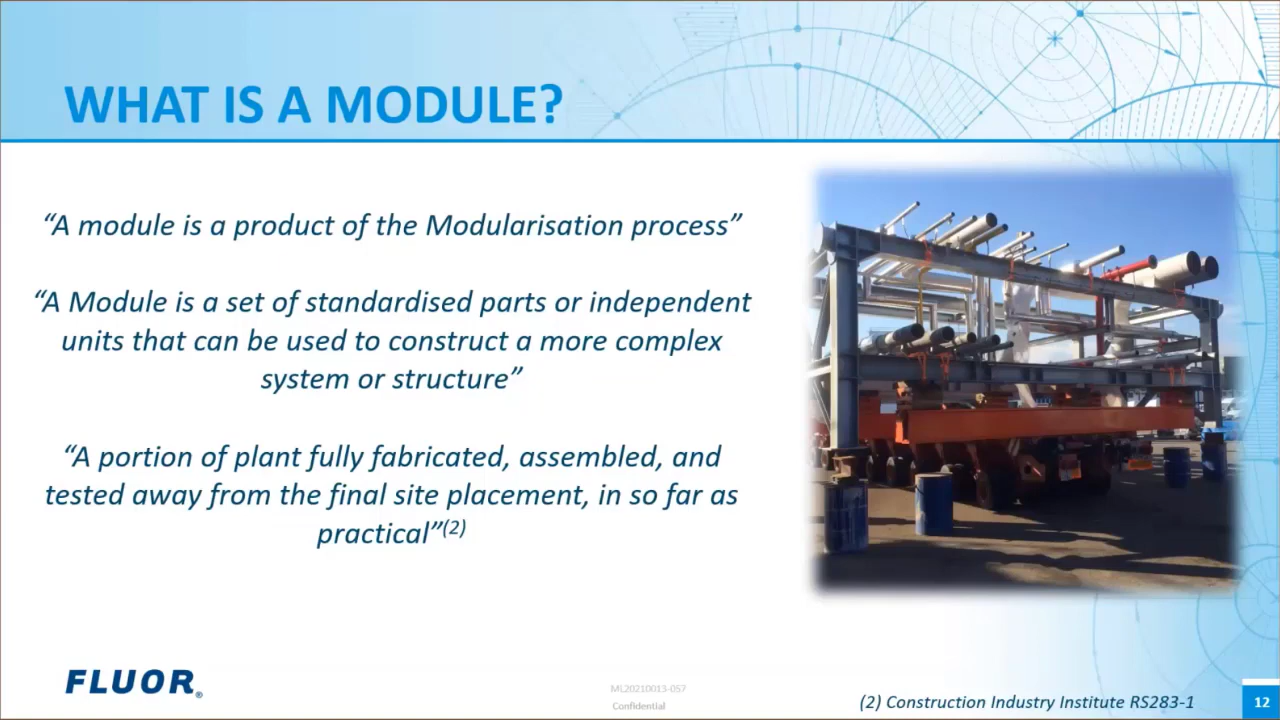 WHAT IS A MODULE?
“A module is a product of the Modularisation process”
“A Module is a set of standardised parts or independent
units that can be used to construct a more complex
system or structure”
“A portion of plant fully fabricated, assembled, and
tested away from the final site placement, in so far as
practical”(2)
FLUOR®
ML20210013-057
Confidential
(2) Construction Industry Institute RS283-1
12